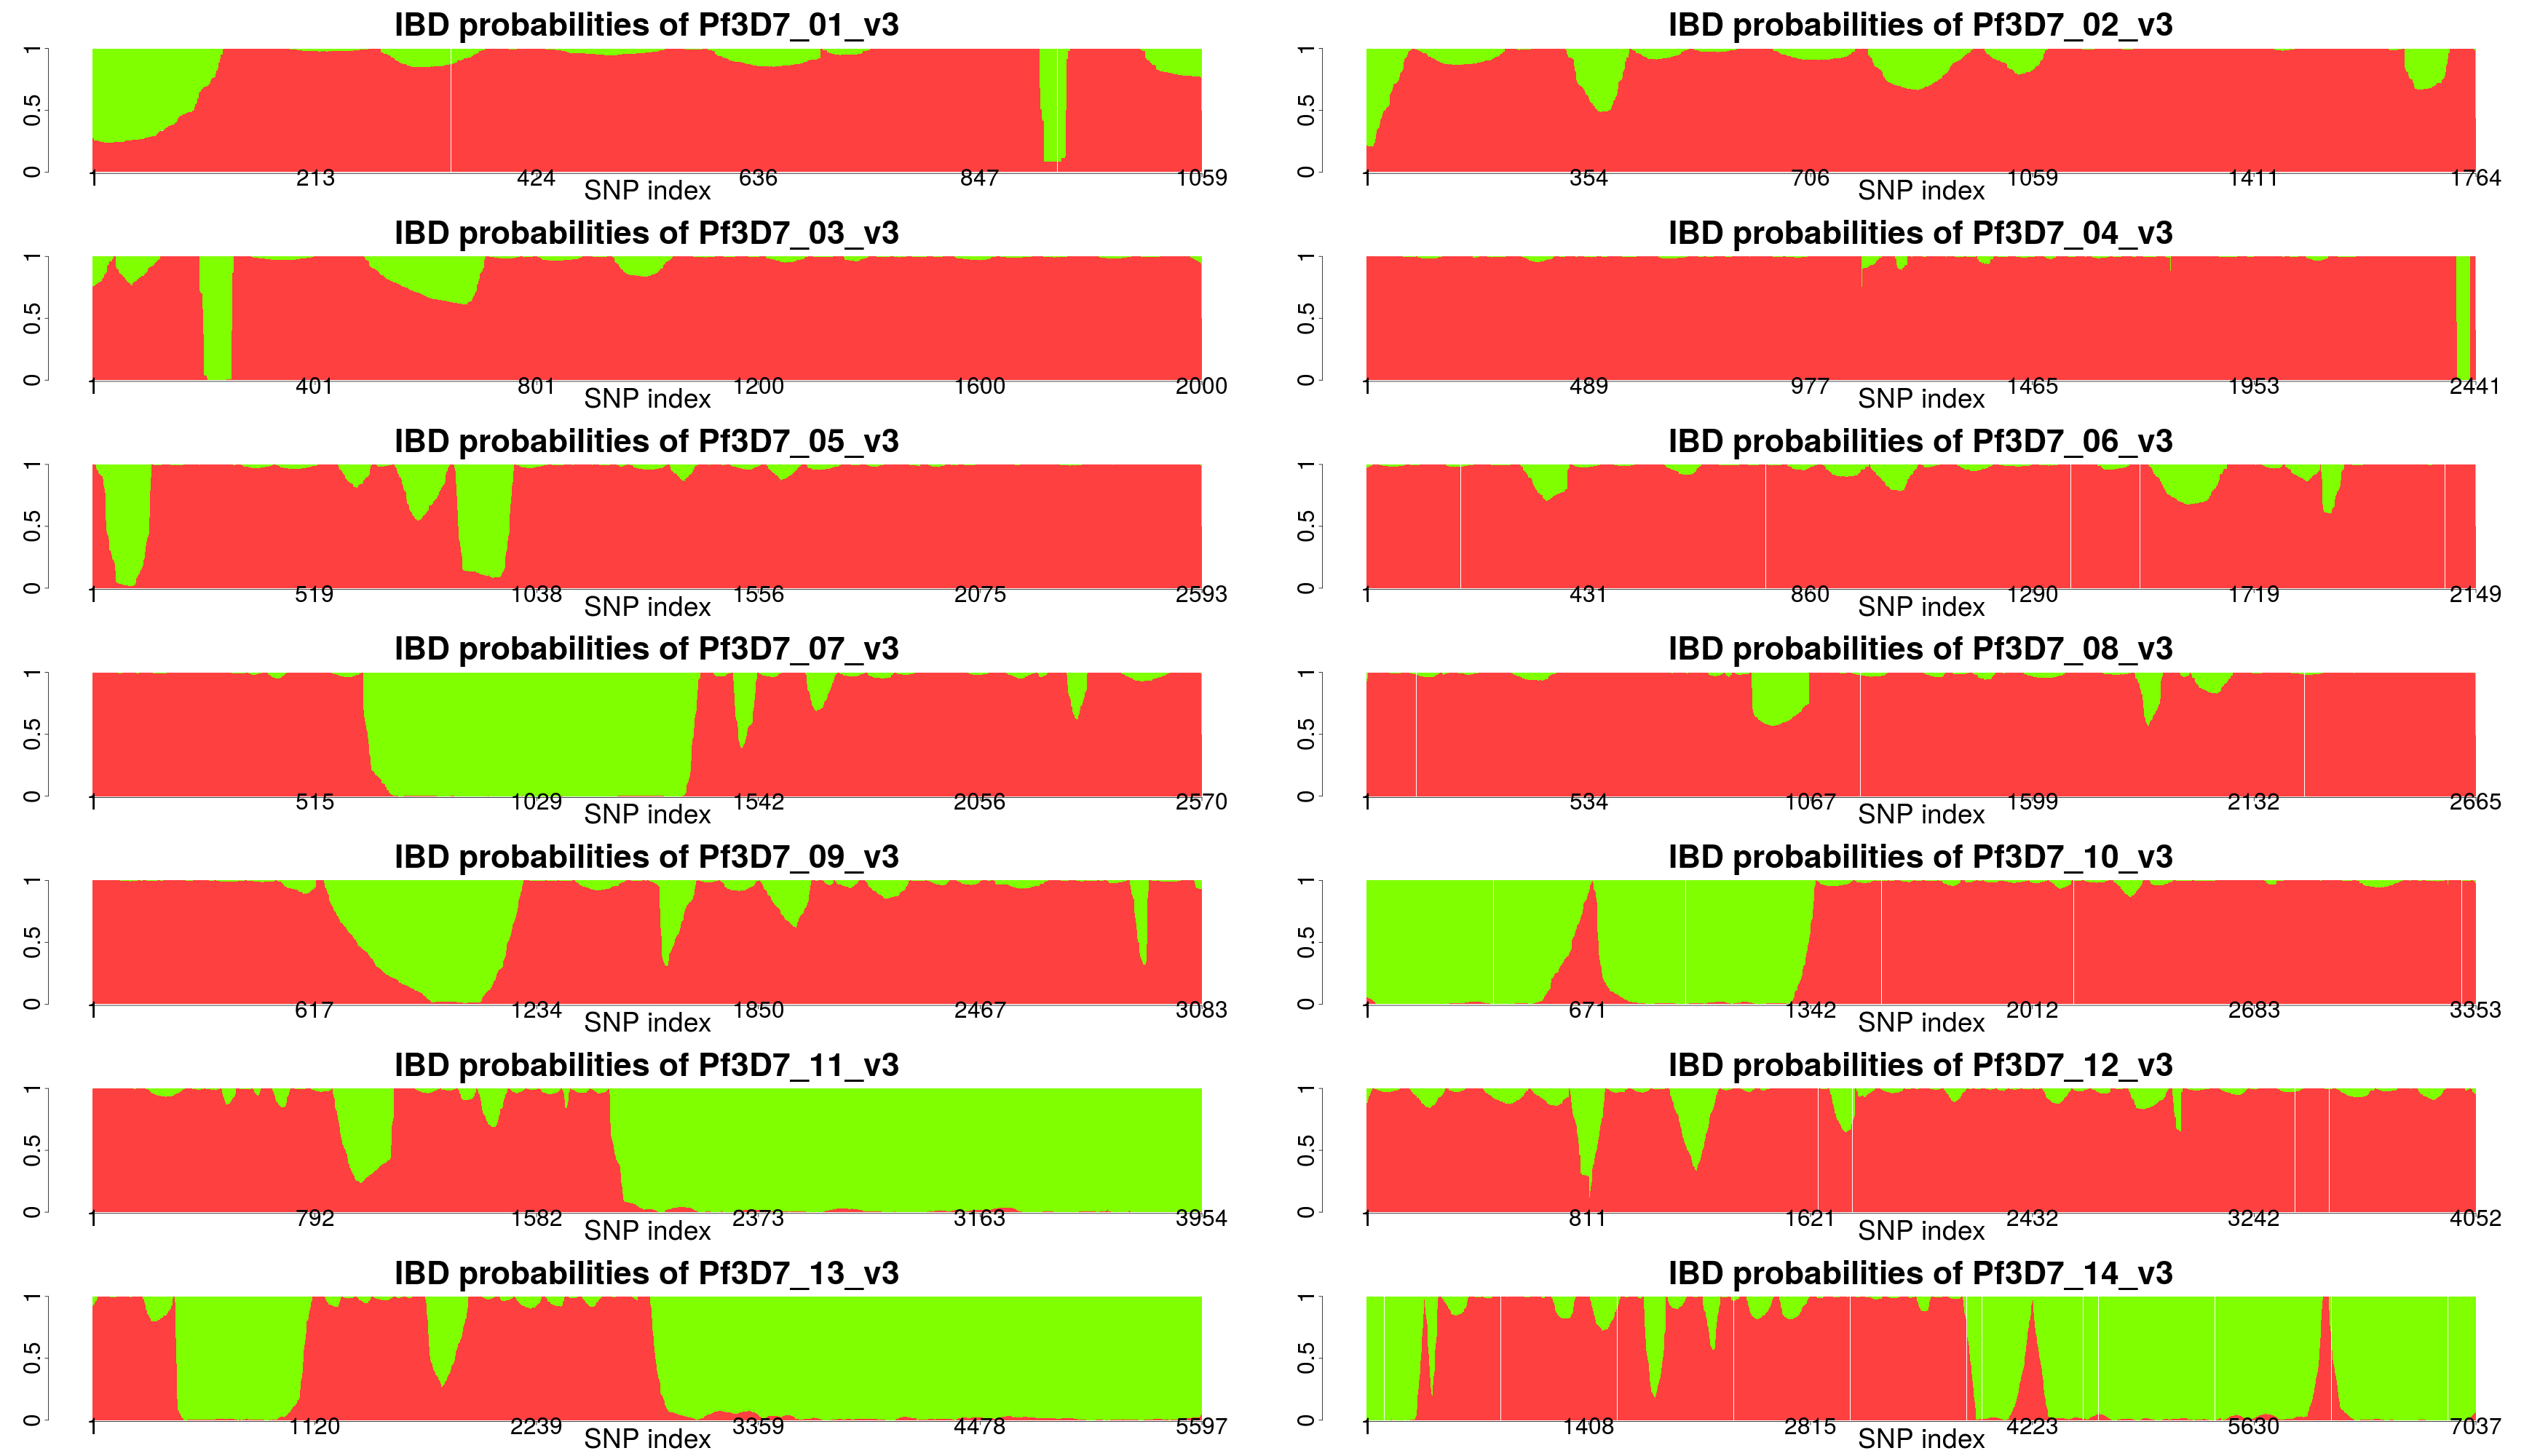 IBD probabilities of Pf3D7_01_v3
0 0.5 1
1 213 424 636 847 1059
SNP index
IBD probabilities of Pf3D7_02_v3
0 0.5 1
1 354 706 1059 1411 1764
SNP index
IBD probabilities of Pf3D7_03_v3
0 0.5 1
1 401 801 1200 1600 2000
SNP index
IBD probabilities of Pf3D7_04_v3
0 0.5 1
1 489 977 1465 1953 2441
SNP index
IBD probabilities of Pf3D7_05_v3
0 0.5 1
1 519 1038 1556 2075 2593
SNP index
IBD probabilities of Pf3D7_06_v3
0 0.5 1
1 431 860 1290 1719 2149
SNP index
IBD probabilities of Pf3D7_07_v3
0 0.5 1
1 515 1029 1542 2056 2570
SNP index
IBD probabilities of Pf3D7_08_v3
0 0.5 1
1 534 1067 1599 2132 2665
SNP index
IBD probabilities of Pf3D7_09_v3
0 0.5 1
1 617 1234 1850 2467 3083
SNP index
IBD probabilities of Pf3D7_10_v3
0 0.5 1
1 671 1342 2012 2683 3353
SNP index
IBD probabilities of Pf3D7_11_v3
0 0.5 1
1 792 1582 2373 3163 3954
SNP index
IBD probabilities of Pf3D7_12_v3
0 0.5 1
1 811 1621 2432 3242 4052
SNP index
IBD probabilities of Pf3D7_13_v3
0 0.5 1
1 1120 2239 3359 4478 5597
SNP index
IBD probabilities of Pf3D7_14_v3
0 0.5 1
1 1408 2815 4223 5630 7037
SNP index